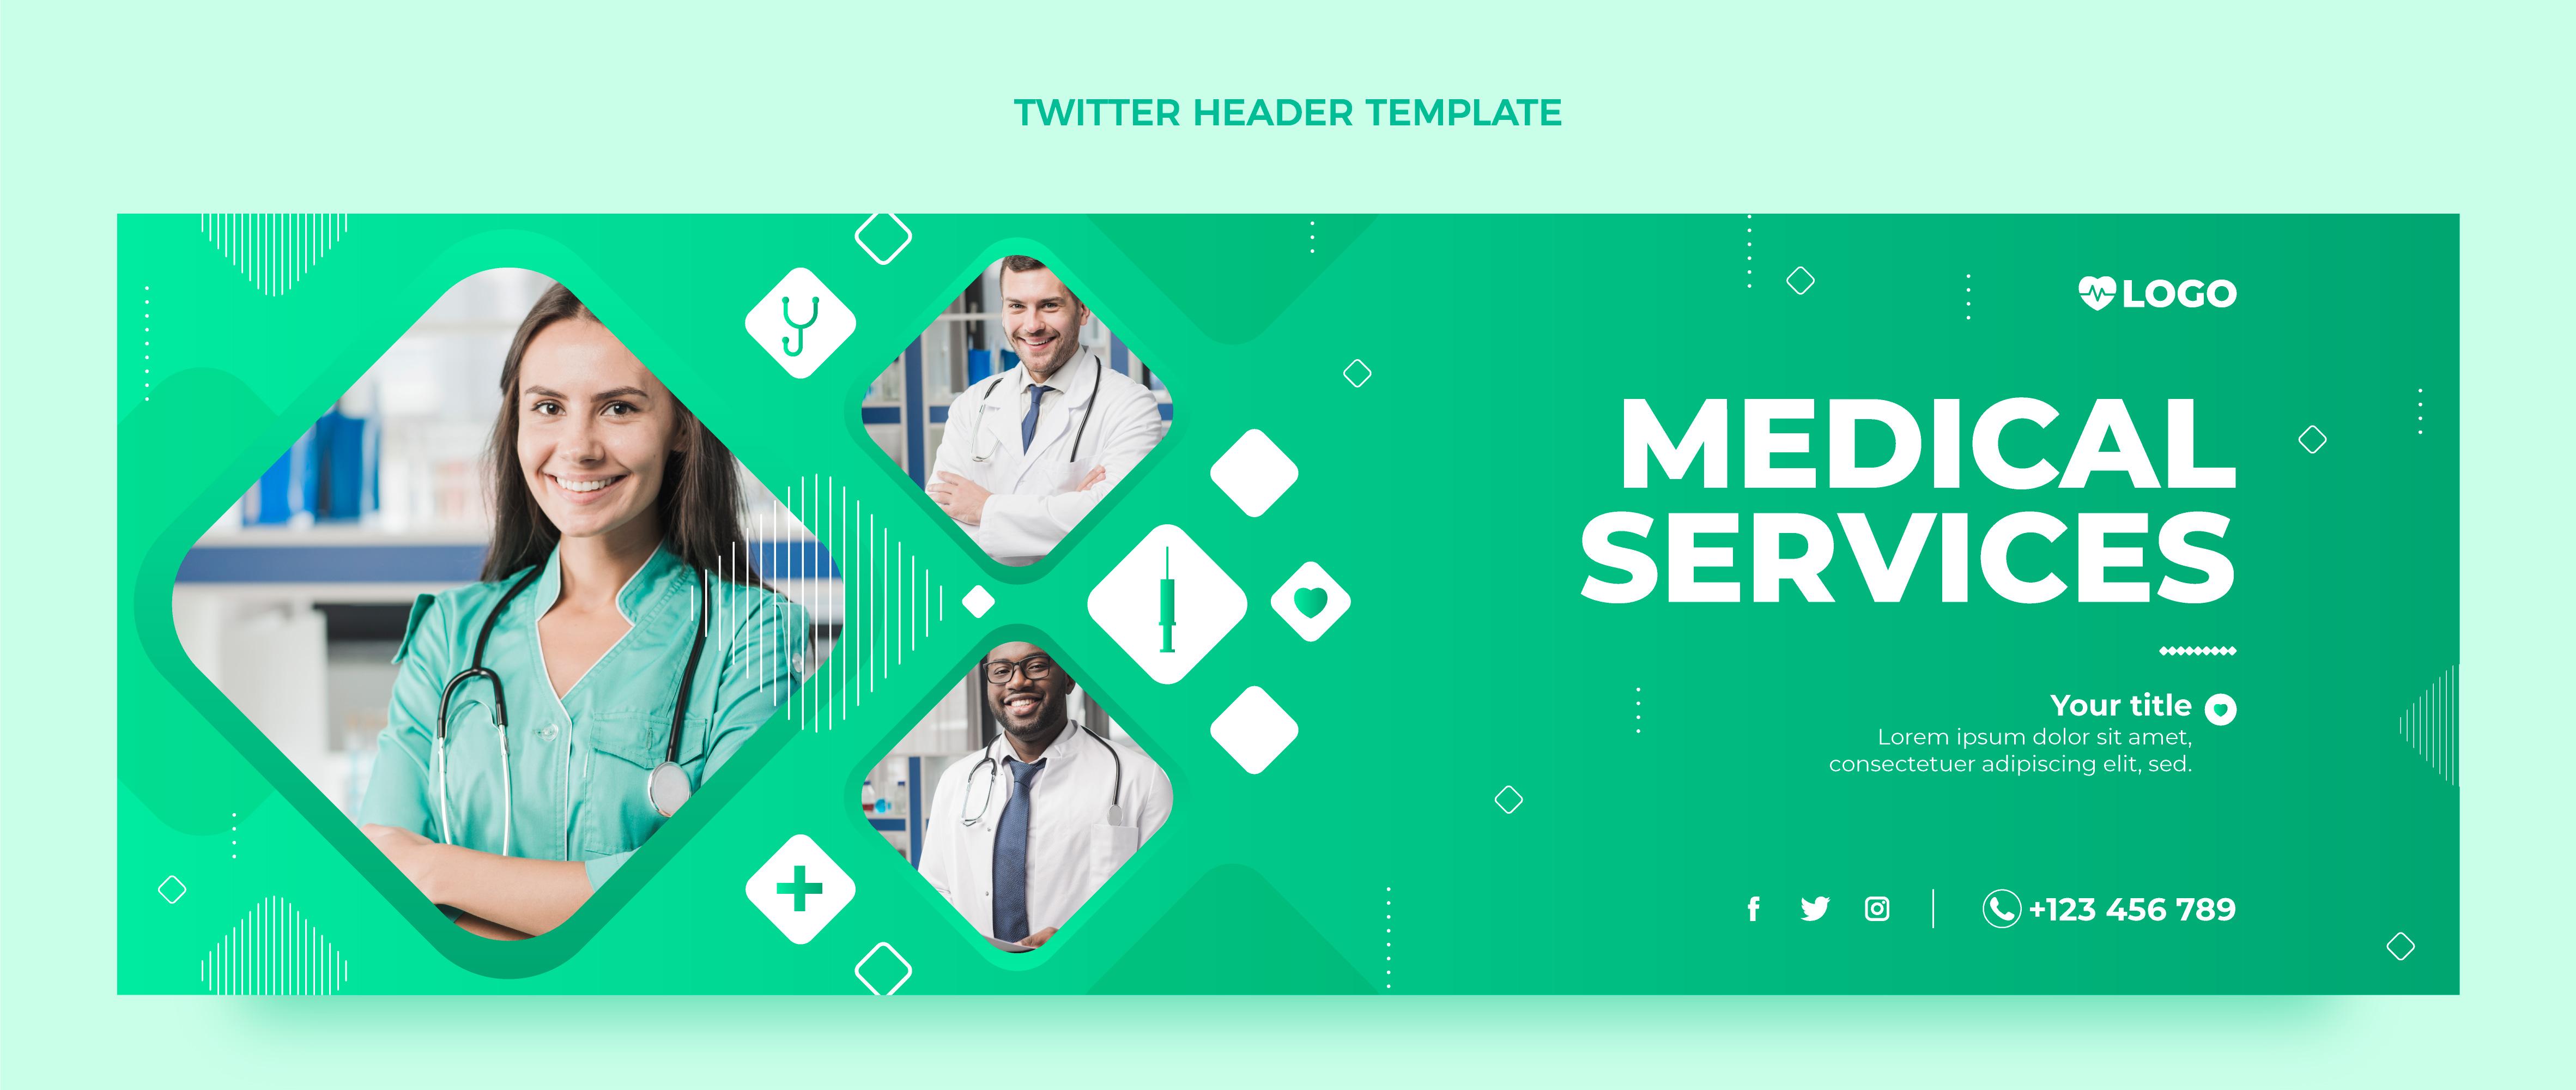 TWITTER HEADER TEMPLATE
LOGO
MEDICAL
SERVICES
Your title
Lorem ipsum dolor sit amet,
consectetuer adipiscing elit, sed.
+123 456 789